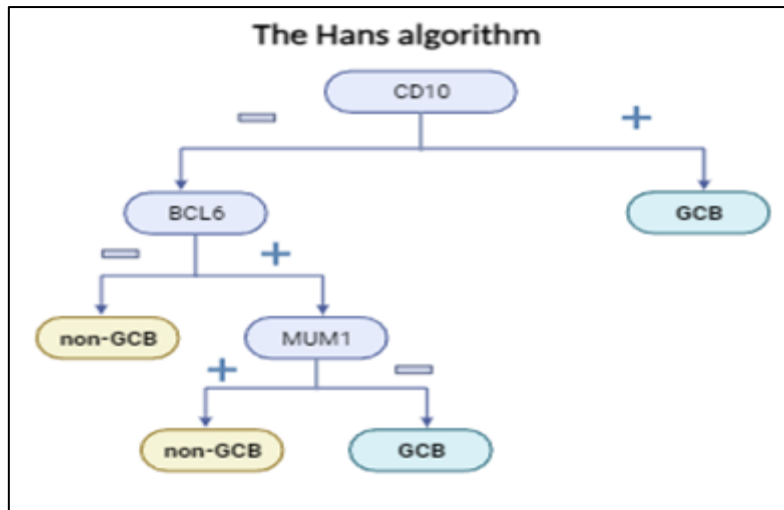 The Hans algorithm
CD10
− +
BCL6
GCB
− +
non-GCB
MUM1
+ −
non-GCB
GCB